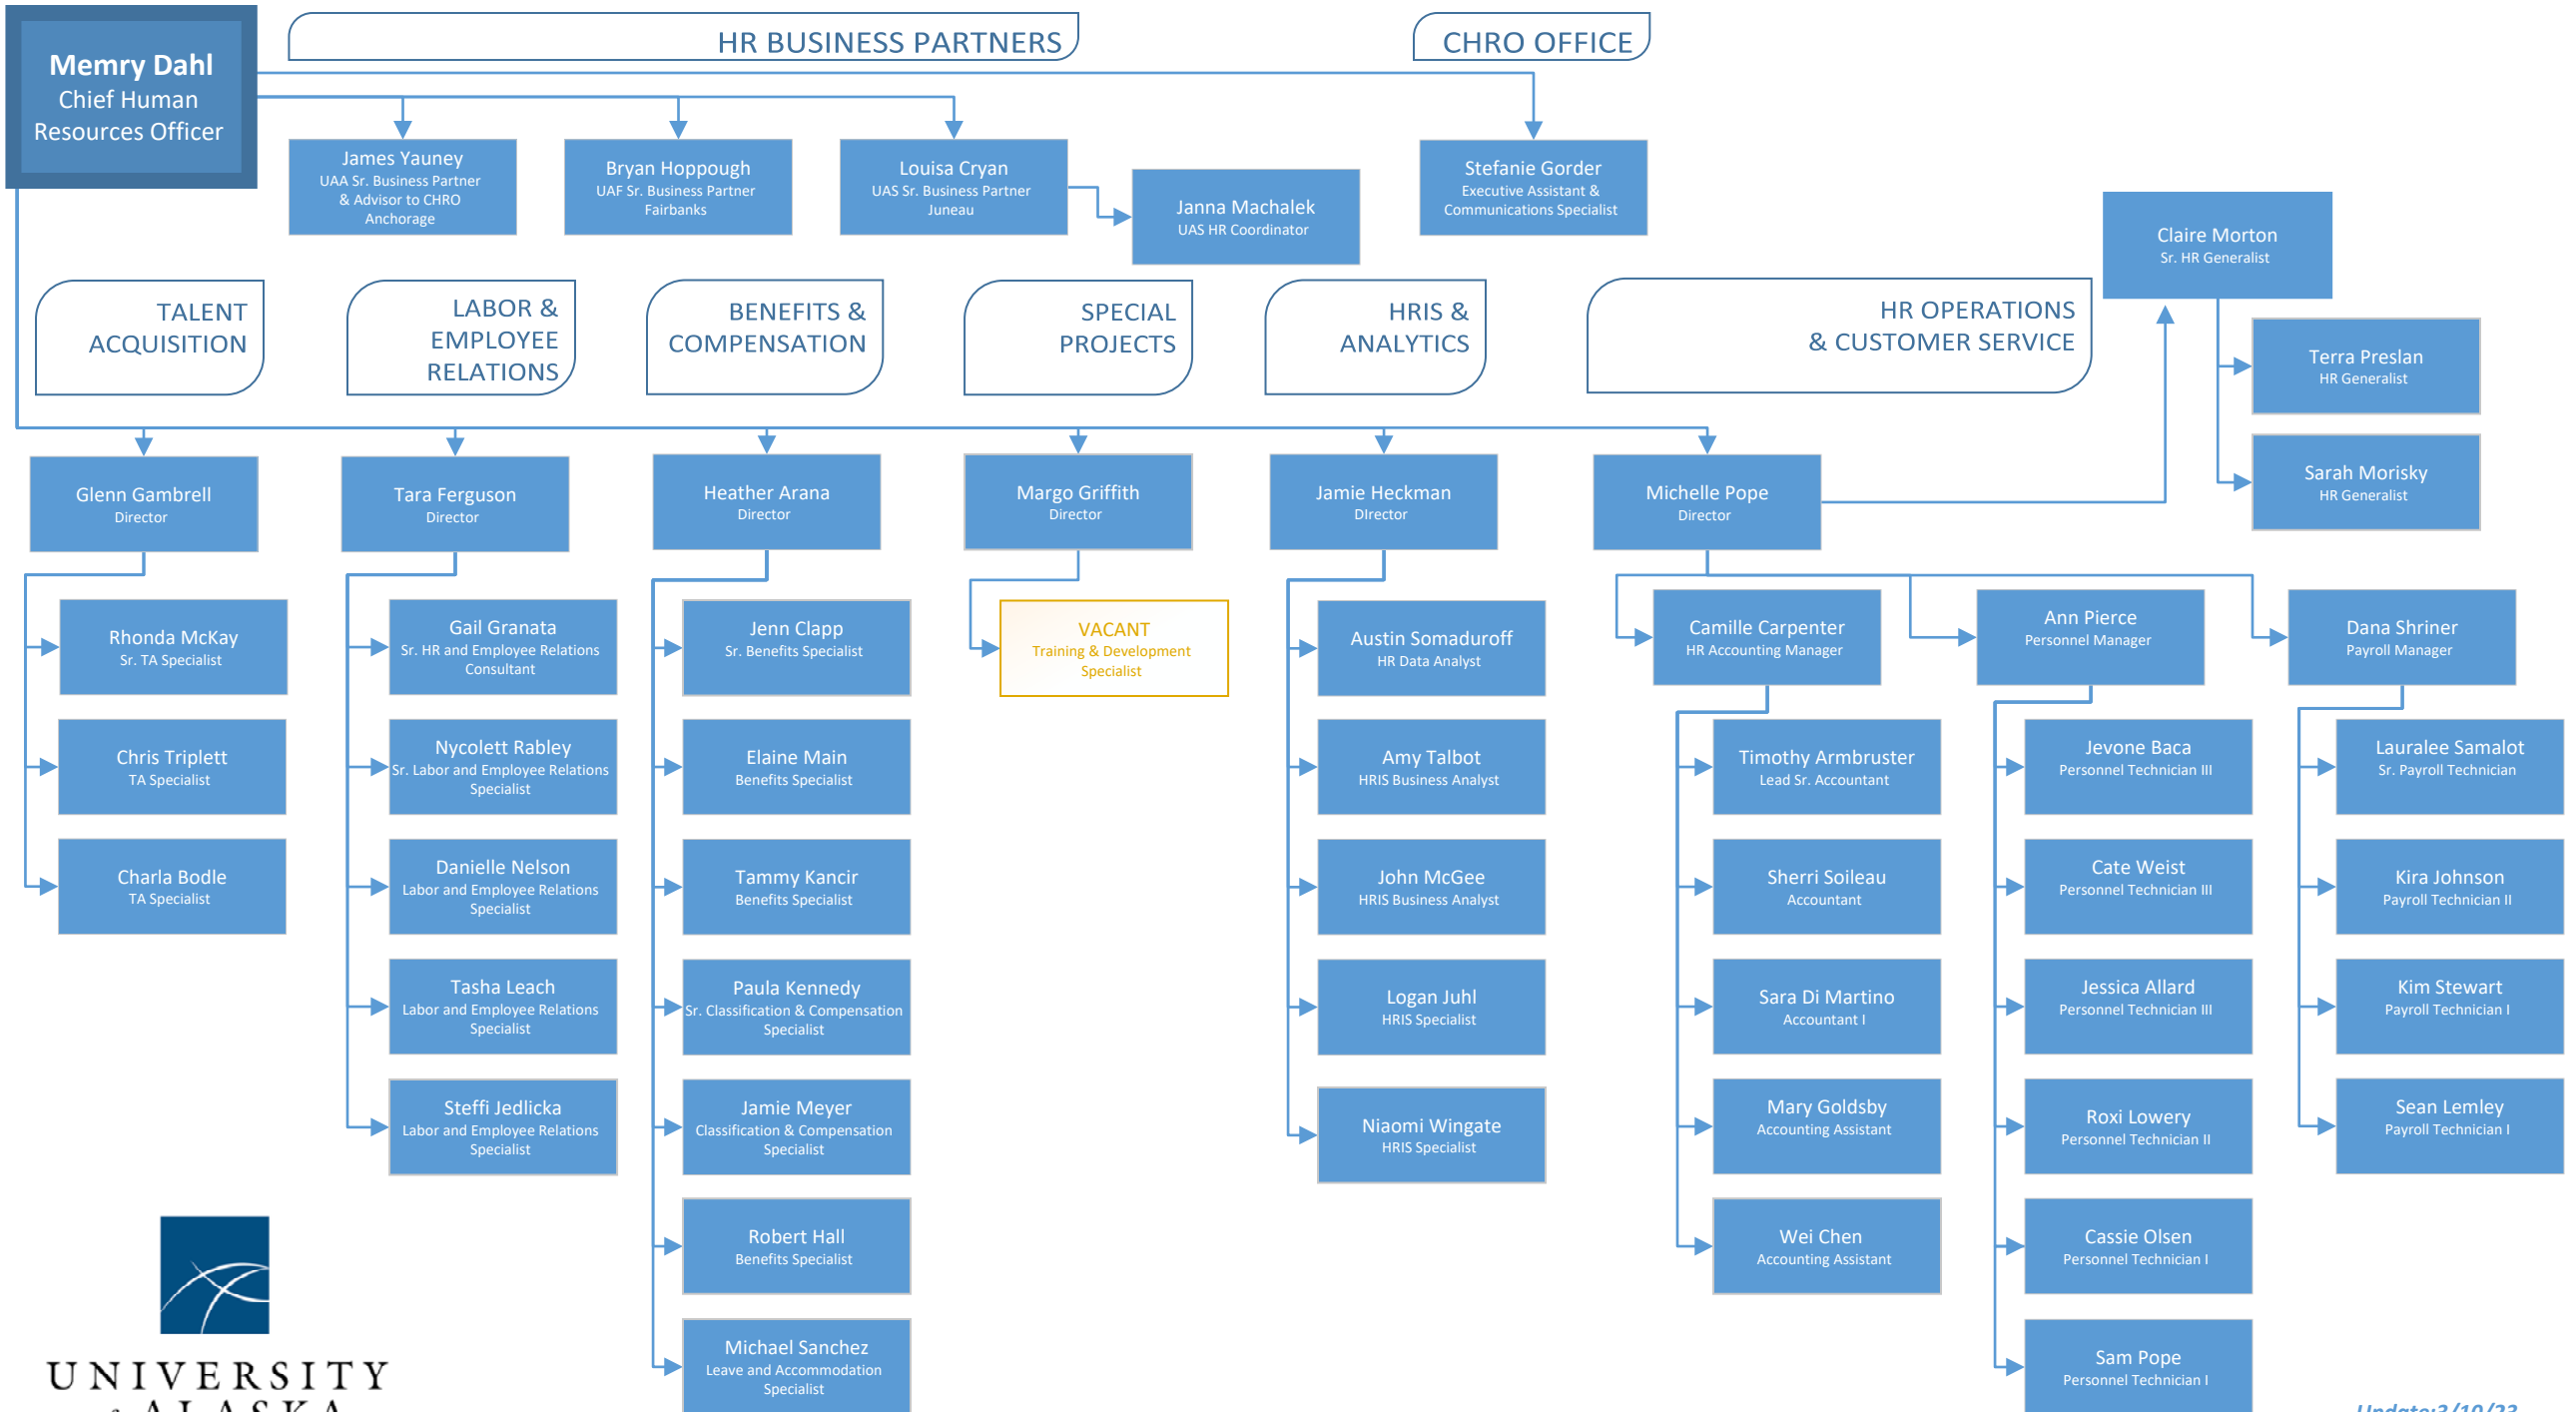 Memry Dahl
Chief Human
Resources Officer
HR BUSINESS PARTNERS
CHRO OFFICE
James Yauney
UAA Sr. Business Partner
& Advisor to CHRO
Anchorage
Bryan Hoppough
UAF Sr. Business Partner
Fairbanks
Louisa Cryan
UAS Sr. Business Partner
Juneau
Janna Machalek
UAS HR Coordinator
Stefanie Gorder
Executive Assistant &
Communications Specialist
Claire Morton
Sr. HR Generalist
Terra Preslan
HR Generalist
Sarah Morisky
HR Generalist
TALENT
ACQUISITION
LABOR &
EMPLOYEE
RELATIONS
BENEFITS &
COMPENSATION
SPECIAL
PROJECTS
HRIS &
ANALYTICS
HR OPERATIONS
& CUSTOMER SERVICE
Glenn Gambrell
Director
Tara Ferguson
Director
Heather Arana
Director
Margo Griffith
Director
Jamie Heckman
DIrector
Michelle Pope
Director
Rhonda McKay
Sr. TA Specialist
Chris Triplett
TA Specialist
Charla Bodle
TA Specialist
Gail Granata
Sr. HR and Employee Relations
Consultant
Nycolett Rabley
Sr. Labor and Employee Relations
Specialist
Danielle Nelson
Labor and Employee Relations
Specialist
Tasha Leach
Labor and Employee Relations
Specialist
Steffi Jedlicka
Labor and Employee Relations
Specialist
Jenn Clapp
Sr. Benefits Specialist
Elaine Main
Benefits Specialist
Tammy Kancir
Benefits Specialist
Paula Kennedy
Sr. Classification & Compensation
Specialist
Jamie Meyer
Classification & Compensation
Specialist
Robert Hall
Benefits Specialist
Michael Sanchez
Leave and Accommodation
Specialist
VACANT
Training & Development
Specialist
Austin Somaduroff
HR Data Analyst
Amy Talbot
HRIS Business Analyst
John McGee
HRIS Business Analyst
Logan Juhl
HRIS Specialist
Niaomi Wingate
HRIS Specialist
Camille Carpenter
HR Accounting Manager
Timothy Armbruster
Lead Sr. Accountant
Sherri Soileau
Accountant
Sara Di Martino
Accountant I
Mary Goldsby
Accounting Assistant
Wei Chen
Accounting Assistant
Ann Pierce
Personnel Manager
Jevone Baca
Personnel Technician III
Cate Weist
Personnel Technician III
Jessica Allard
Personnel Technician III
Roxi Lowery
Personnel Technician II
Cassie Olsen
Personnel Technician I
Sam Pope
Personnel Technician I
Dana Shriner
Payroll Manager
Lauralee Samalot
Sr. Payroll Technician
Kira Johnson
Payroll Technician II
Kim Stewart
Payroll Technician I
Sean Lemley
Payroll Technician I
UNIVERSITY
ALASKA
Update:3/10/23